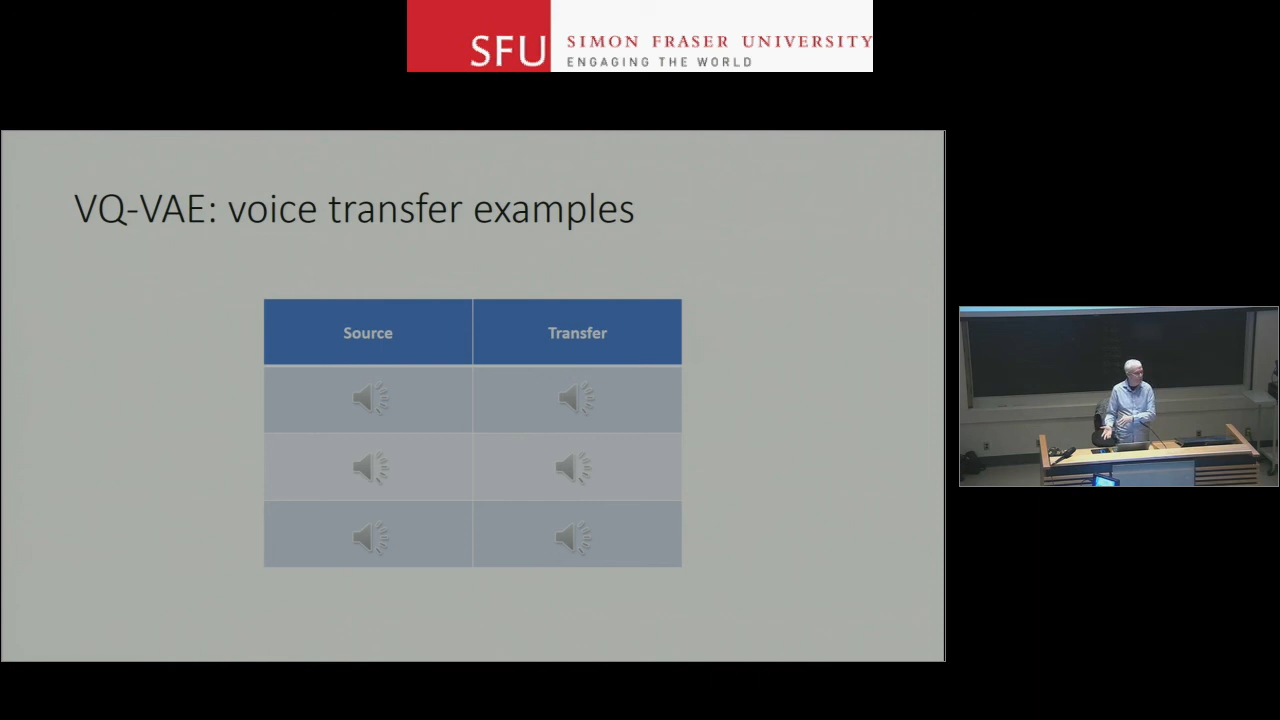 SFU
SIMON FRASER UNIVERSITY
ENGAGING THE WORLD
VQ-VAE: voice transfer examples
Source
Transfer